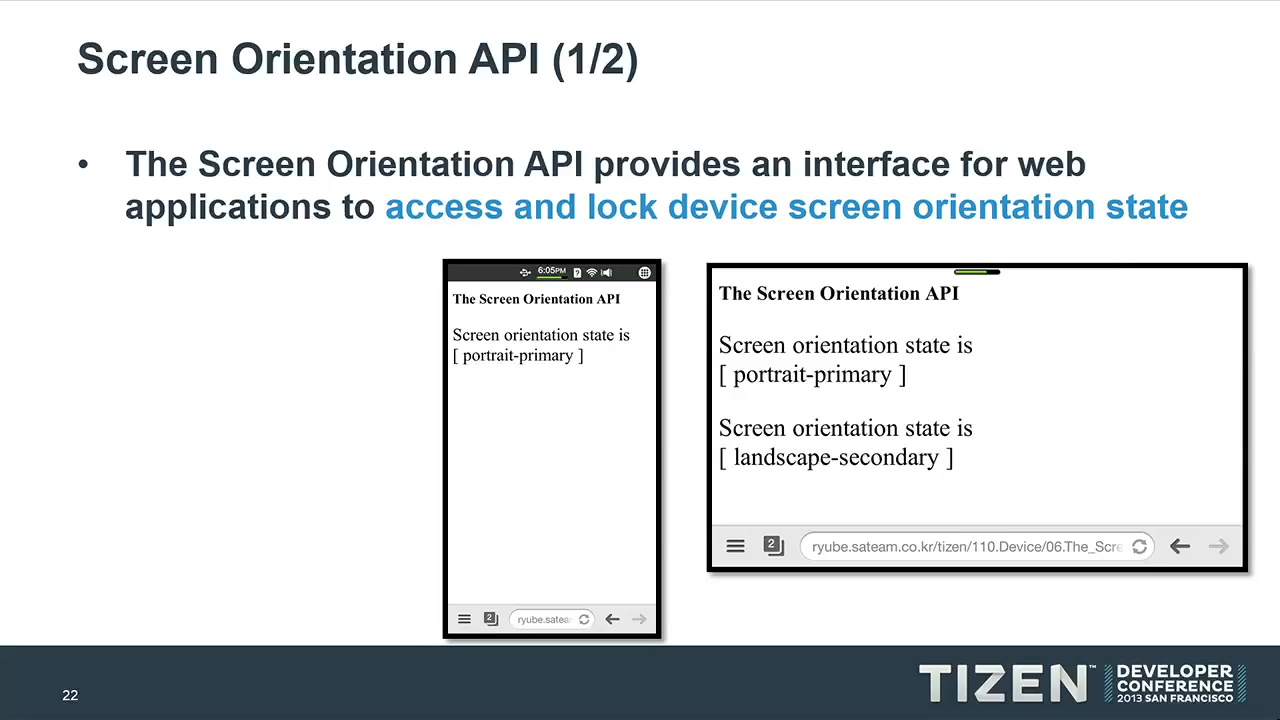 Screen Orientation API (1/2)
• The Screen Orientation API provides an interface for web
applications to access and lock device screen orientation state
6:05PM
The Screen Orientation API
Screen orientation state is
[ portrait-primary ]
2
ryube.satea
The Screen Orientation API
Screen orientation state is
[ portrait-primary ]
Screen orientation state is
[ landscape-secondary ]
2
ryube.sateam.co.kr/tizen/110.Device/06.The_Scre
22
TIZEN™
DEVELOPER
CONFERENCE
2013 SAN FRANCISCO